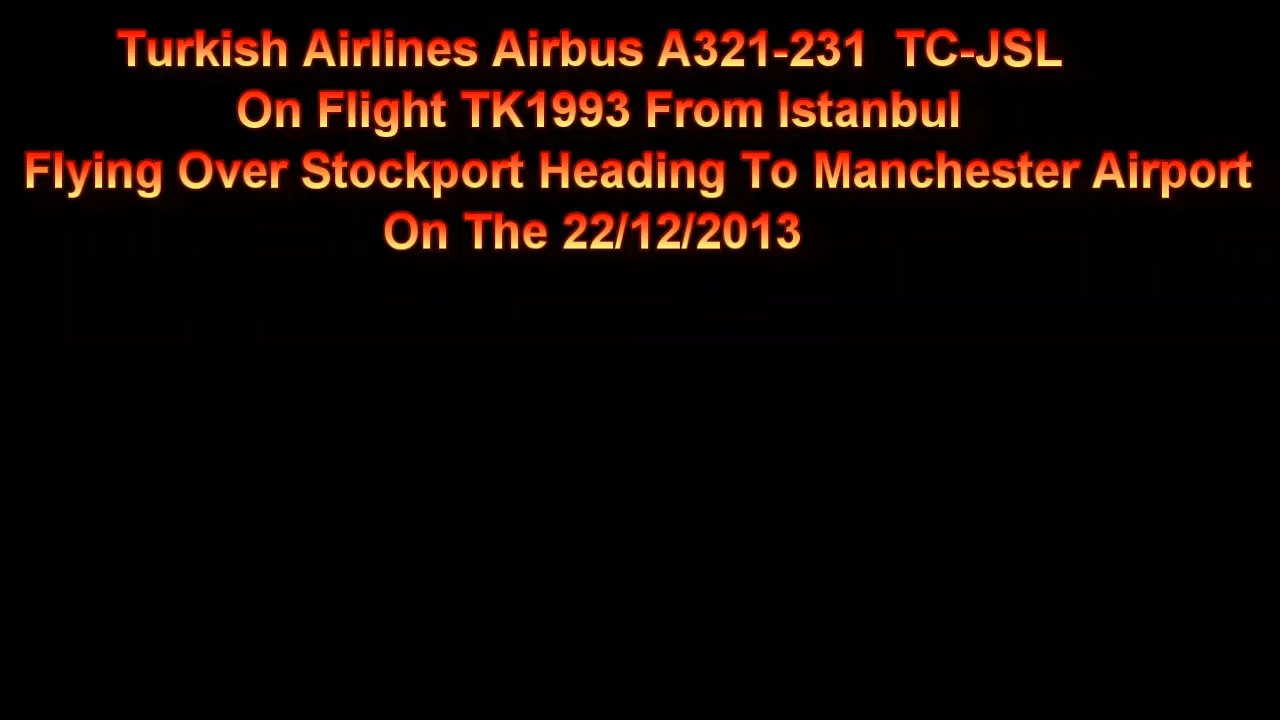 Turkish Airlines Airbus A321-231 TC-JSL
On Flight TK1993 From Istanbul
Flying Over Stockport Heading To Manchester Airport
On The 22/12/2013